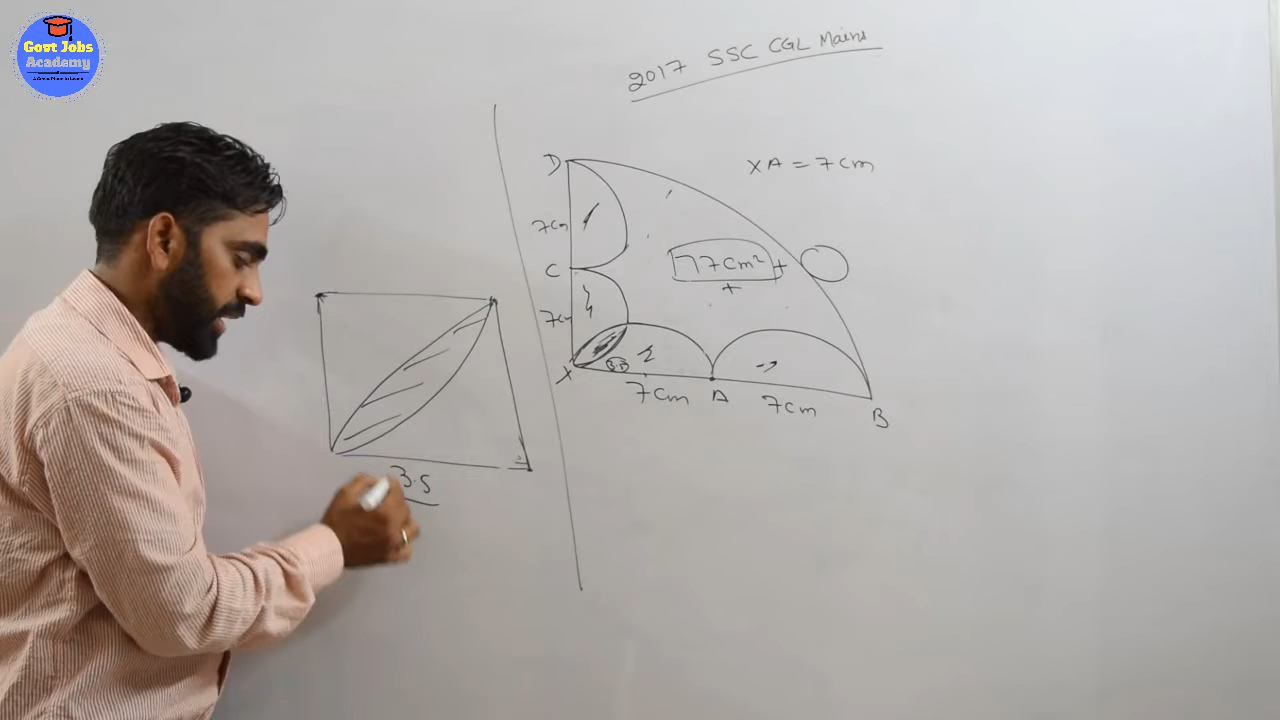 Govt Jobs
Academy
2017 SSC CGL Mains
D
XA = 7cm
7cm
77cm² +
+
C
7cm
X
7cm A 7cm
B
3.5